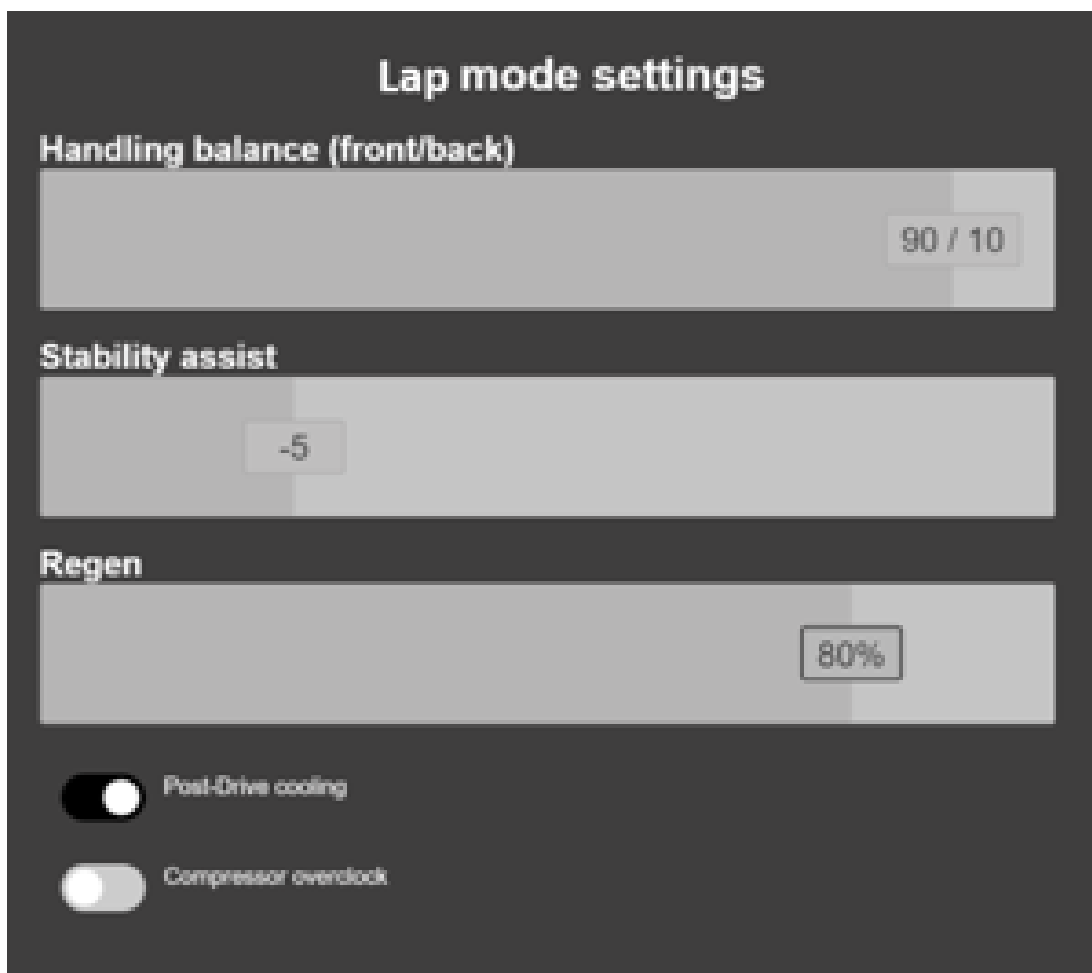 Lap mode settings
Handling balance (front/back)
90 / 10
Stability assist
-5
Regen
80%
Post-Drive cooling
Compressor overclock